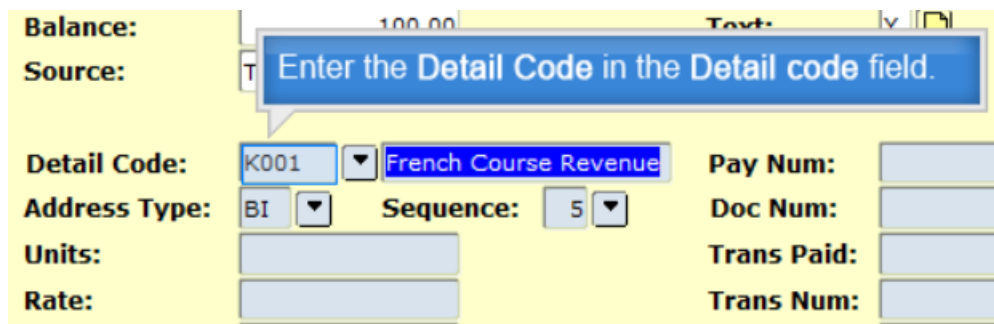 Balance: 100.00 Text: Y
Source: T
Enter the Detail Code in the Detail code field.
Detail Code: K001 French Course Revenue Pay Num:
Address Type: BI Sequence: 5 Doc Num:
Units: Trans Paid:
Rate: Trans Num: